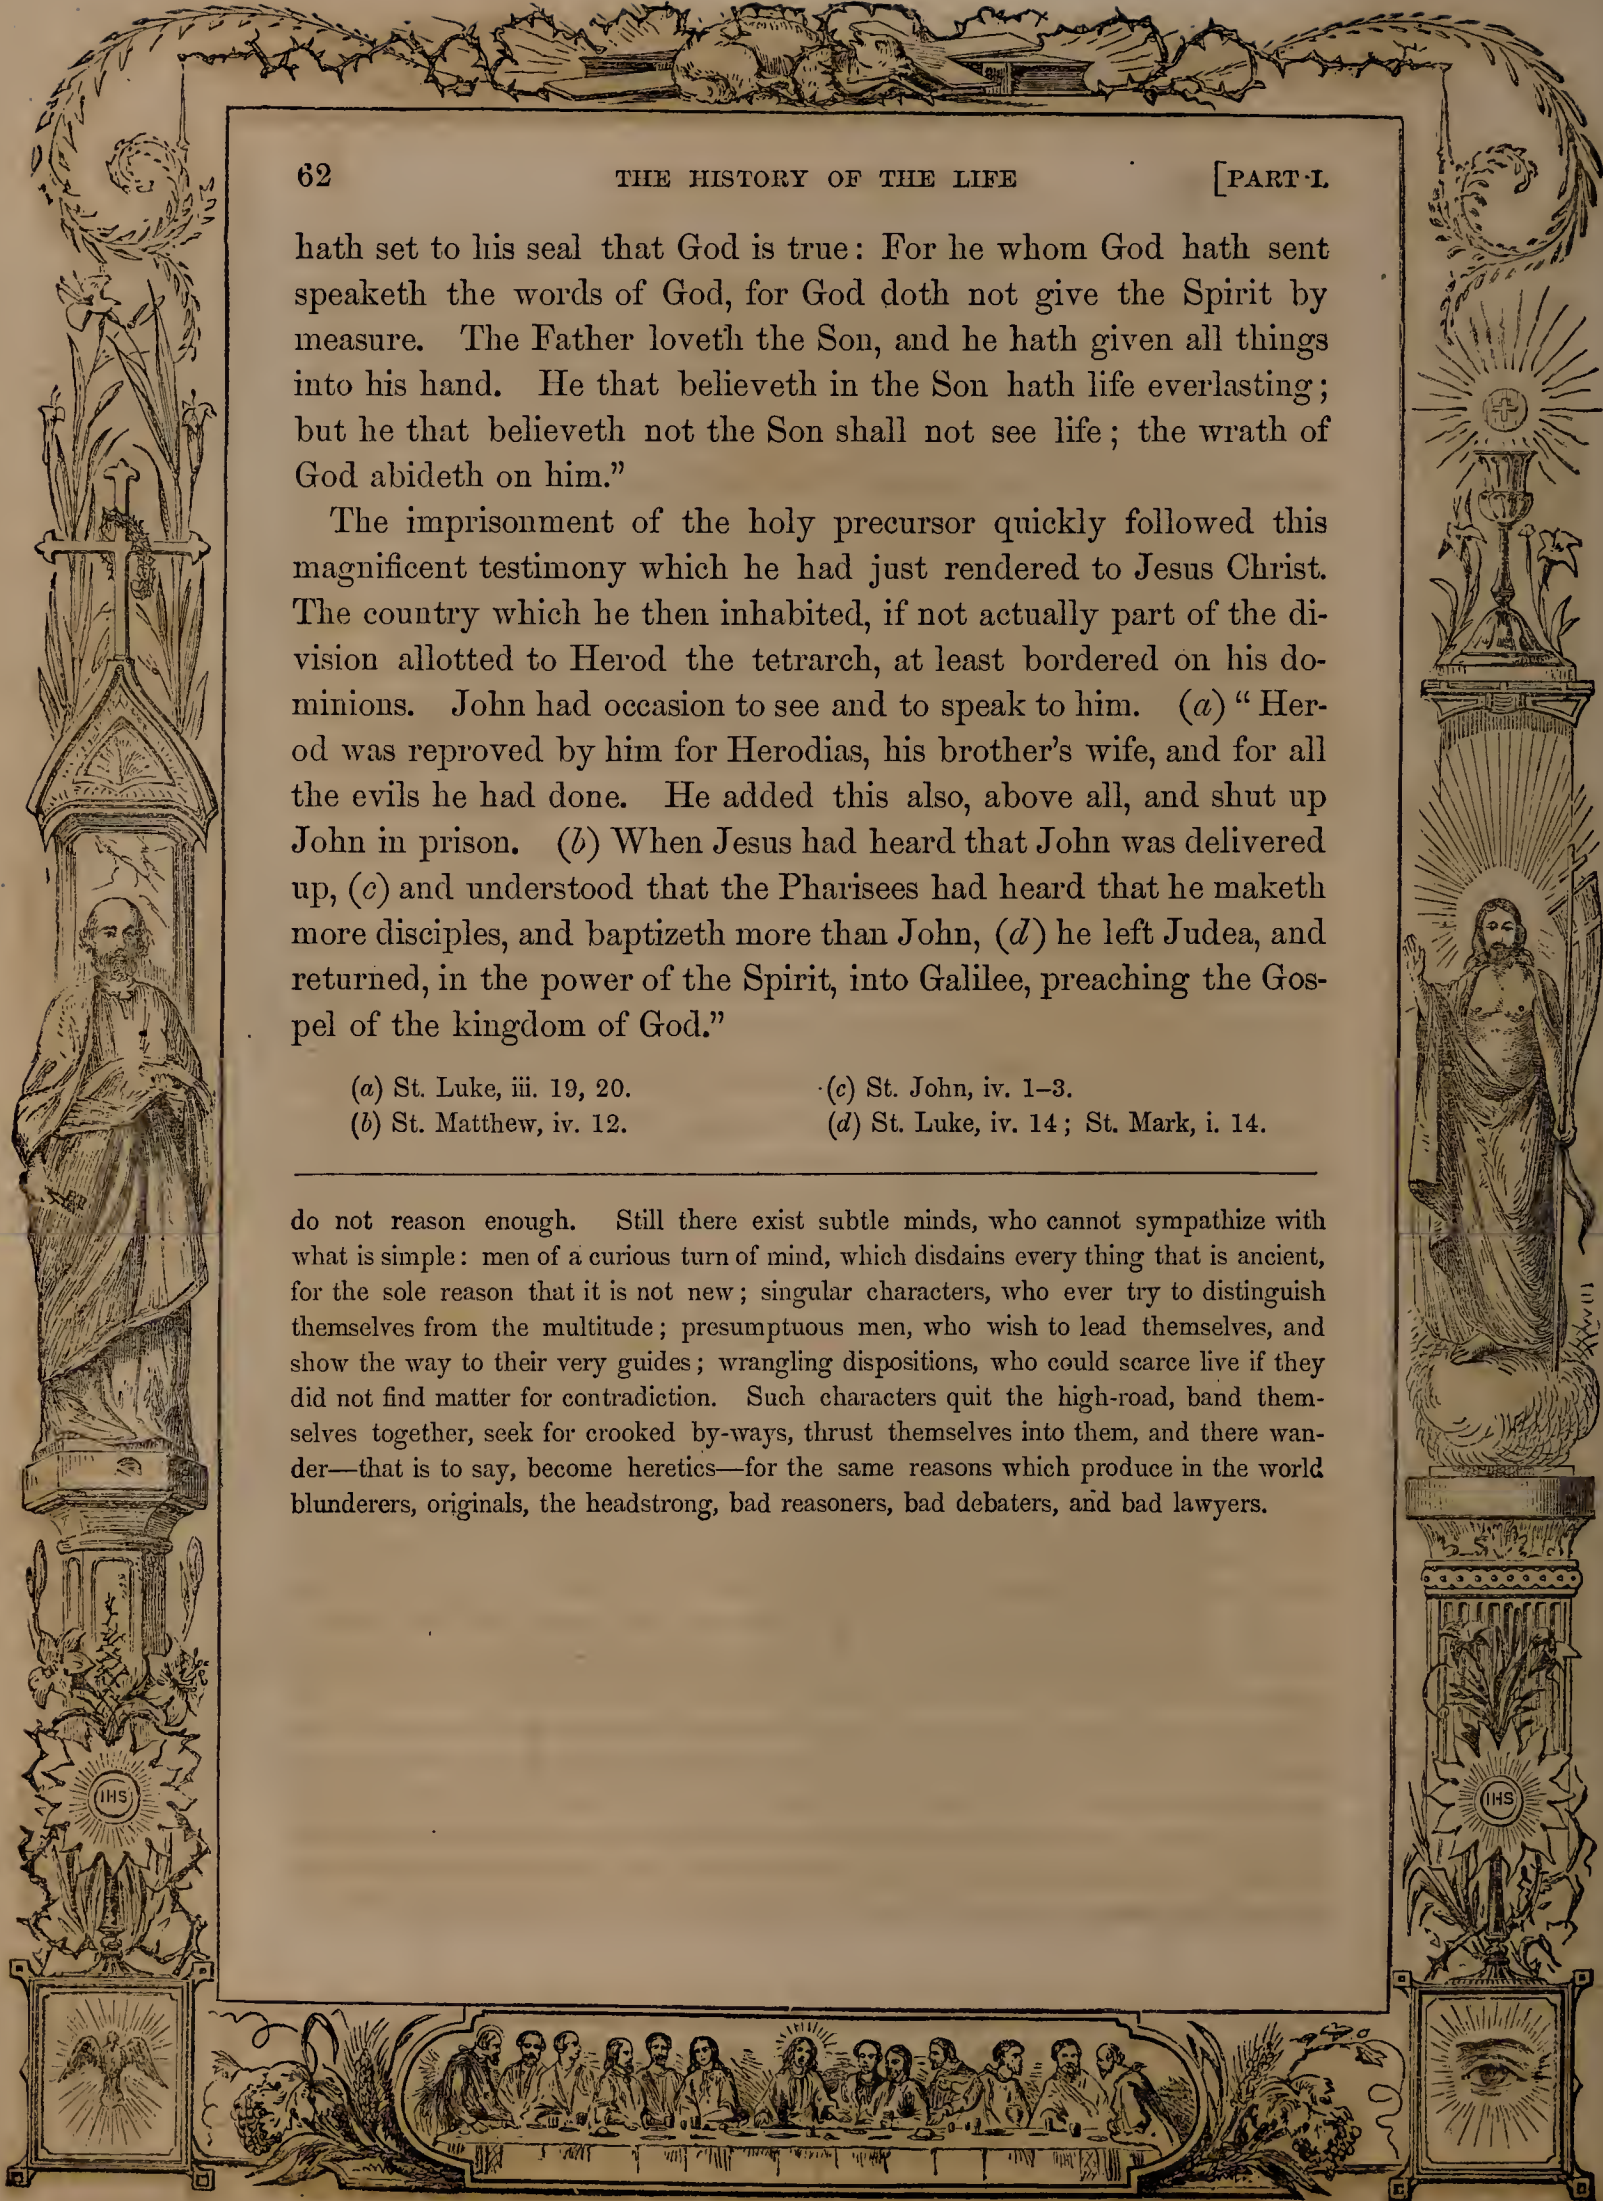 62 THE HISTORY OF THE LIFE [PART I.
hath set to his seal that God is true: For he whom God hath sent
speaketh the words of God, for God doth not give the Spirit by
measure. The Father loveth the Son, and he hath given all things
into his hand. He that believeth in the Son hath life everlasting;
but he that believeth not the Son shall not see life; the wrath of
God abideth on him.”
The imprisonment of the holy precursor quickly followed this
magnificent testimony which he had just rendered to Jesus Christ.
The country which he then inhabited, if not actually part of the di-
vision allotted to Herod the tetrarch, at least bordered on his do-
minions. John had occasion to see and to speak to him. (a) “Her-
od was reproved by him for Herodias, his brother’s wife, and for all
the evils he had done. He added this also, above all, and shut up
John in prison. (b) When Jesus had heard that John was delivered
up, (c) and understood that the Pharisees had heard that he maketh
more disciples, and baptizeth more than John, (d) he left Judea, and
returned, in the power of the Spirit, into Galilee, preaching the Gos-
pel of the kingdom of God.”
(a) St. Luke, iii. 19, 20. (c) St. John, iv. 1–3.
(b) St. Matthew, iv. 12. (d) St. Luke, iv. 14; St. Mark, i. 14.
do not reason enough. Still there exist subtle minds, who cannot sympathize with
what is simple: men of a curious turn of mind, which disdains every thing that is ancient,
for the sole reason that it is not new; singular characters, who ever try to distinguish
themselves from the multitude; presumptuous men, who wish to lead themselves, and
show the way to their very guides; wrangling dispositions, who could scarce live if they
did not find matter for contradiction. Such characters quit the high-road, band them-
selves together, seek for crooked by-ways, thrust themselves into them, and there wan-
der—that is to say, become heretics—for the same reasons which produce in the world
blunderers, originals, the headstrong, bad reasoners, bad debaters, and bad lawyers.
IHS
IHS